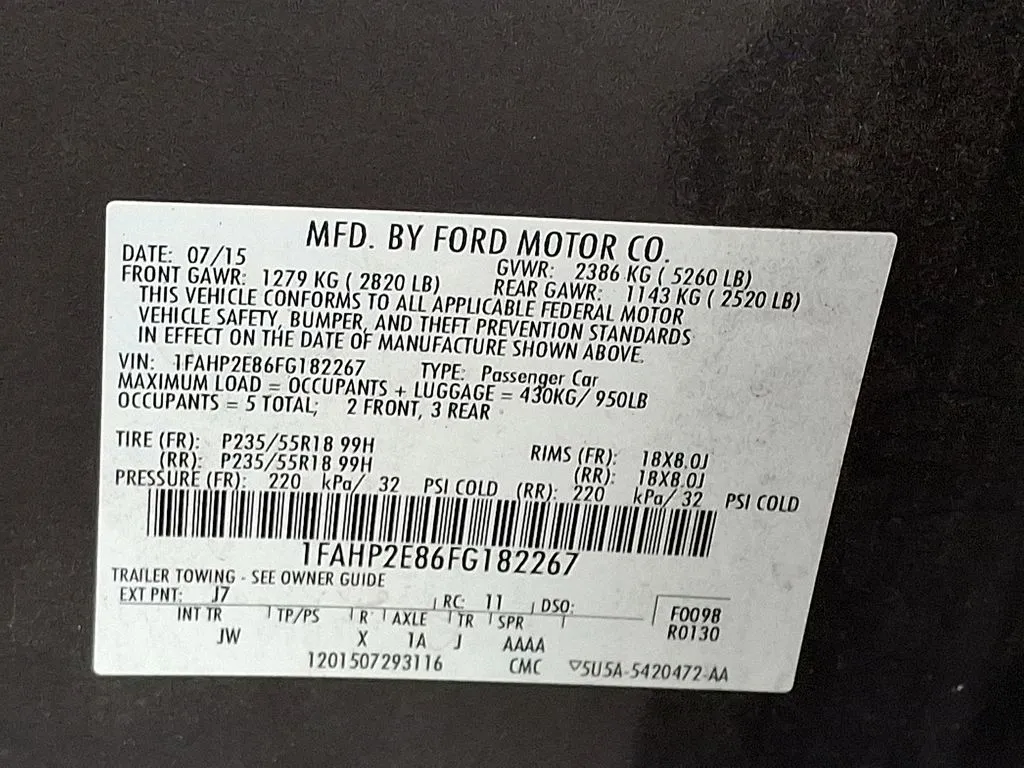 MFD. BY FORD MOTOR CO.
DATE: 07/15 GVWR: 2386 KG ( 5260 LB)
FRONT GAWR: 1279 KG ( 2820 LB) REAR GAWR: 1143 KG ( 2520 LB)
THIS VEHICLE CONFORMS TO ALL APPLICABLE FEDERAL MOTOR
VEHICLE SAFETY, BUMPER, AND THEFT PREVENTION STANDARDS
IN EFFECT ON THE DATE OF MANUFACTURE SHOWN ABOVE.
VIN: 1FAHP2E86FG182267 TYPE: Passenger Car
MAXIMUM LOAD = OCCUPANTS + LUGGAGE = 430KG/ 950LB
OCCUPANTS = 5 TOTAL; 2 FRONT, 3 REAR
TIRE (FR): P235/55R18 99H RIMS (FR): 18X8.0J
(RR): P235/55R18 99H (RR): 18X8.0J
PRESSURE (FR): 220 kPa/ 32 PSI COLD (RR): 220 kPa/ 32 PSI COLD
1FAHP2E86FG182267
TRAILER TOWING - SEE OWNER GUIDE
EXT PNT: J7 RC: 11 DSO: F0098
INT TR TP/PS R AXLE TR SPR R0130
JW X 1A J AAAA
1201507293116 CMC ▽5U5A-5420472-AA